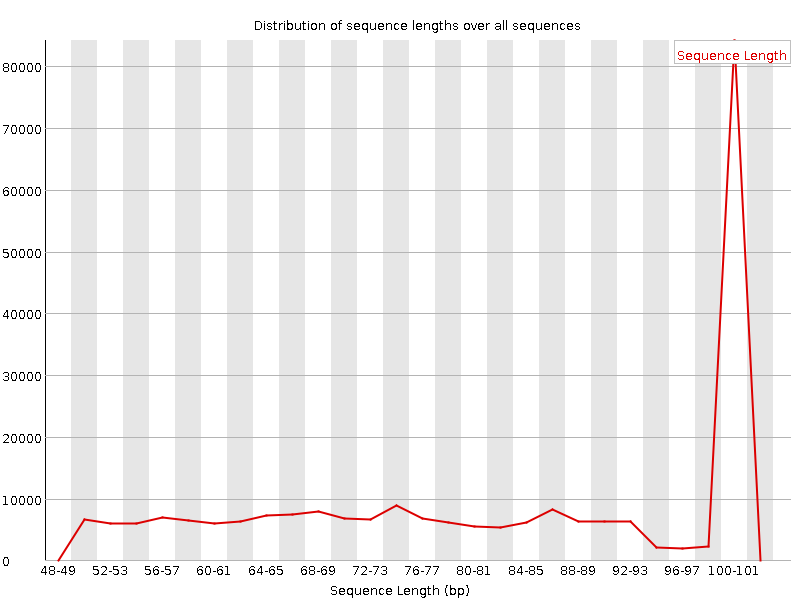 Distribution of sequence lengths over all sequences
Sequence Length
80000
70000
60000
50000
40000
30000
20000
10000
0
48-49 52-53 56-57 60-61 64-65 68-69 72-73 76-77 80-81 84-85 88-89 92-93 96-97 100-101
Sequence Length (bp)